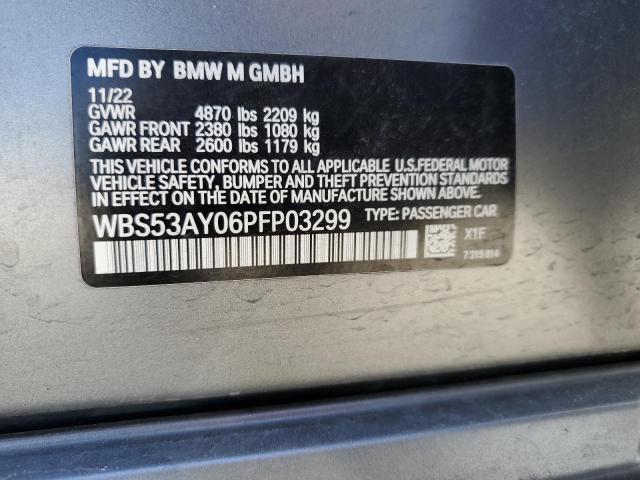 MFD BY BMW M GMBH
11/22
GVWR 4870 lbs 2209 kg
GAWR FRONT 2380 lbs 1080 kg
GAWR REAR 2600 lbs 1179 kg
THIS VEHICLE CONFORMS TO ALL APPLICABLE U.S.FEDERAL MOTOR
VEHICLE SAFETY, BUMPER, AND THEFT PREVENTION STANDARDS
IN EFFECT ON THE DATE OF MANUFACTURE SHOWN ABOVE.
WBS53AY06PFP03299 TYPE: PASSENGER CAR
X1F
7315814